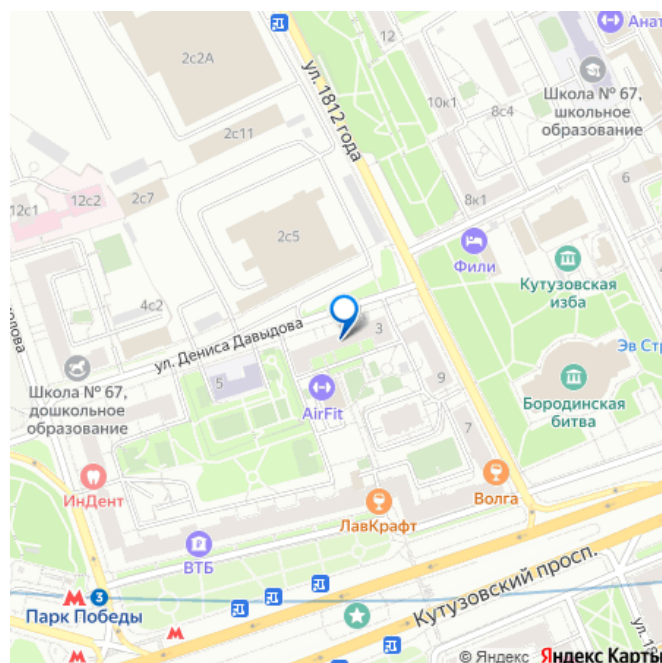 12
Анат
2с2А
ул. 1812 года
Школа № 67,
школьное
образование
10к1
8с4
2с11
12с1
12с2
2с7
8к1
6
2с5
Фили
Кутузовская
изба
4с2
ул. Дениса Давыдова
3
Эв Стр
Школа № 67,
дошкольное
образование
5
AirFit
9
Бородинская
битва
7
ИнДент
Волга
ЛавКрафт
ВТБ
3
Парк Победы
Кутузовский просп.
© Яндекс Яндекс Карты